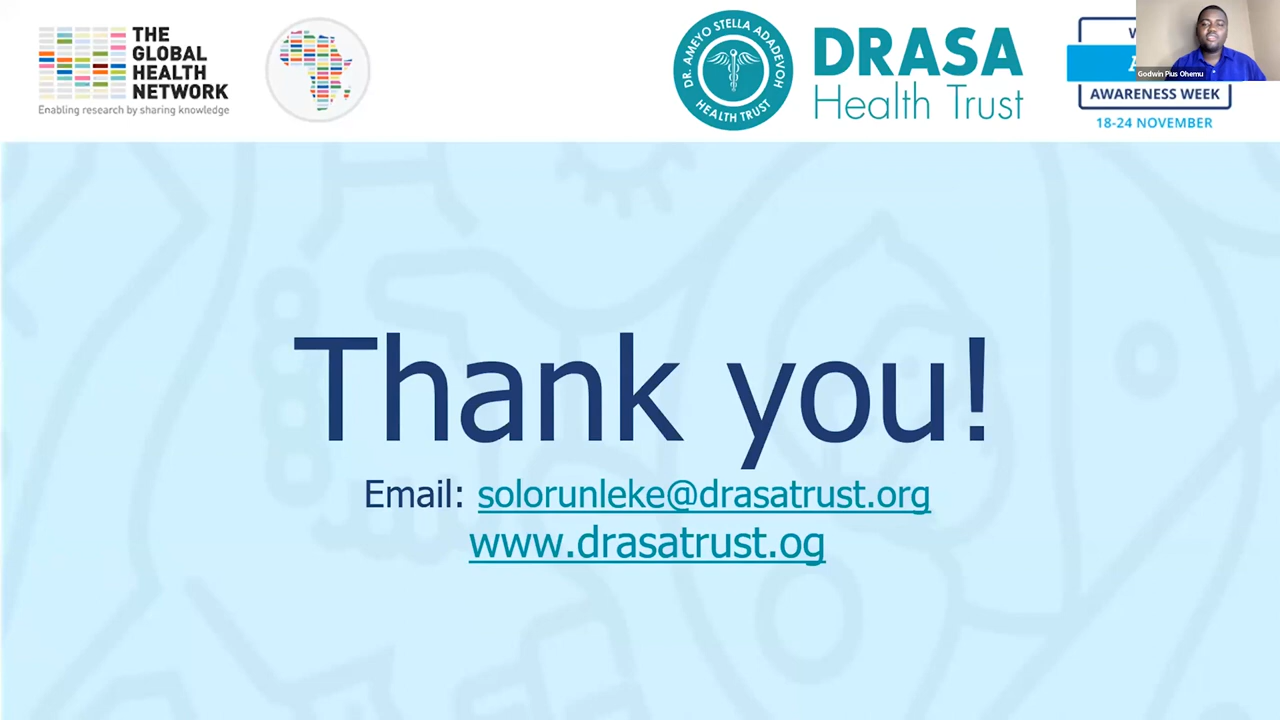 THE
GLOBAL
HEALTH
NETWORK
Enabling research by sharing knowledge
DR. AMEYO STELLA ADADEVOH
HEALTH TRUST
DRASA
Health Trust
W
AWARENESS WEEK
18-24 NOVEMBER
Godwin Pius Ohemu
Thank you!
Email: solorunleke@drasatrust.org
www.drasatrust.og